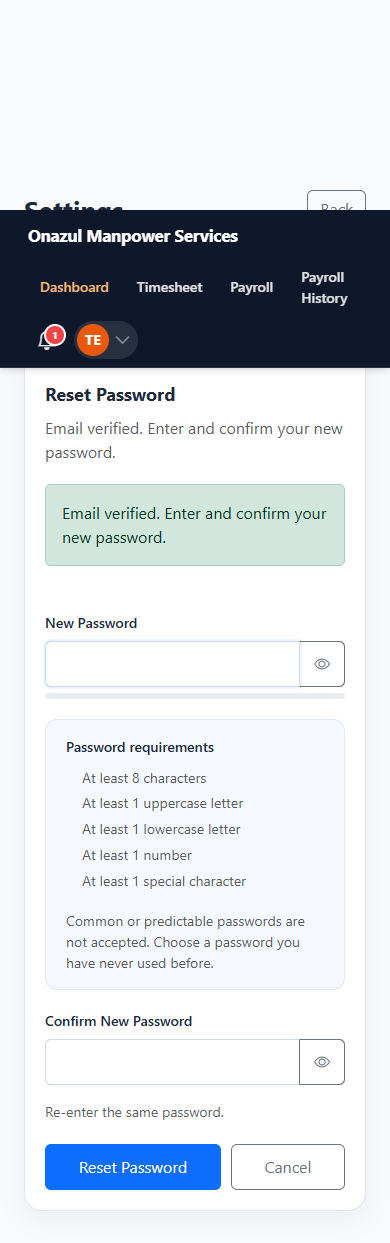 Settings
Back
Onazul Manpower Services
Dashboard
Timesheet
Payroll
Payroll
History
1
TE
Reset Password
Email verified. Enter and confirm your new
password.
Email verified. Enter and confirm your
new password.
New Password
Password requirements
At least 8 characters
At least 1 uppercase letter
At least 1 lowercase letter
At least 1 number
At least 1 special character
Common or predictable passwords are
not accepted. Choose a password you
have never used before.
Confirm New Password
Re-enter the same password.
Reset Password
Cancel